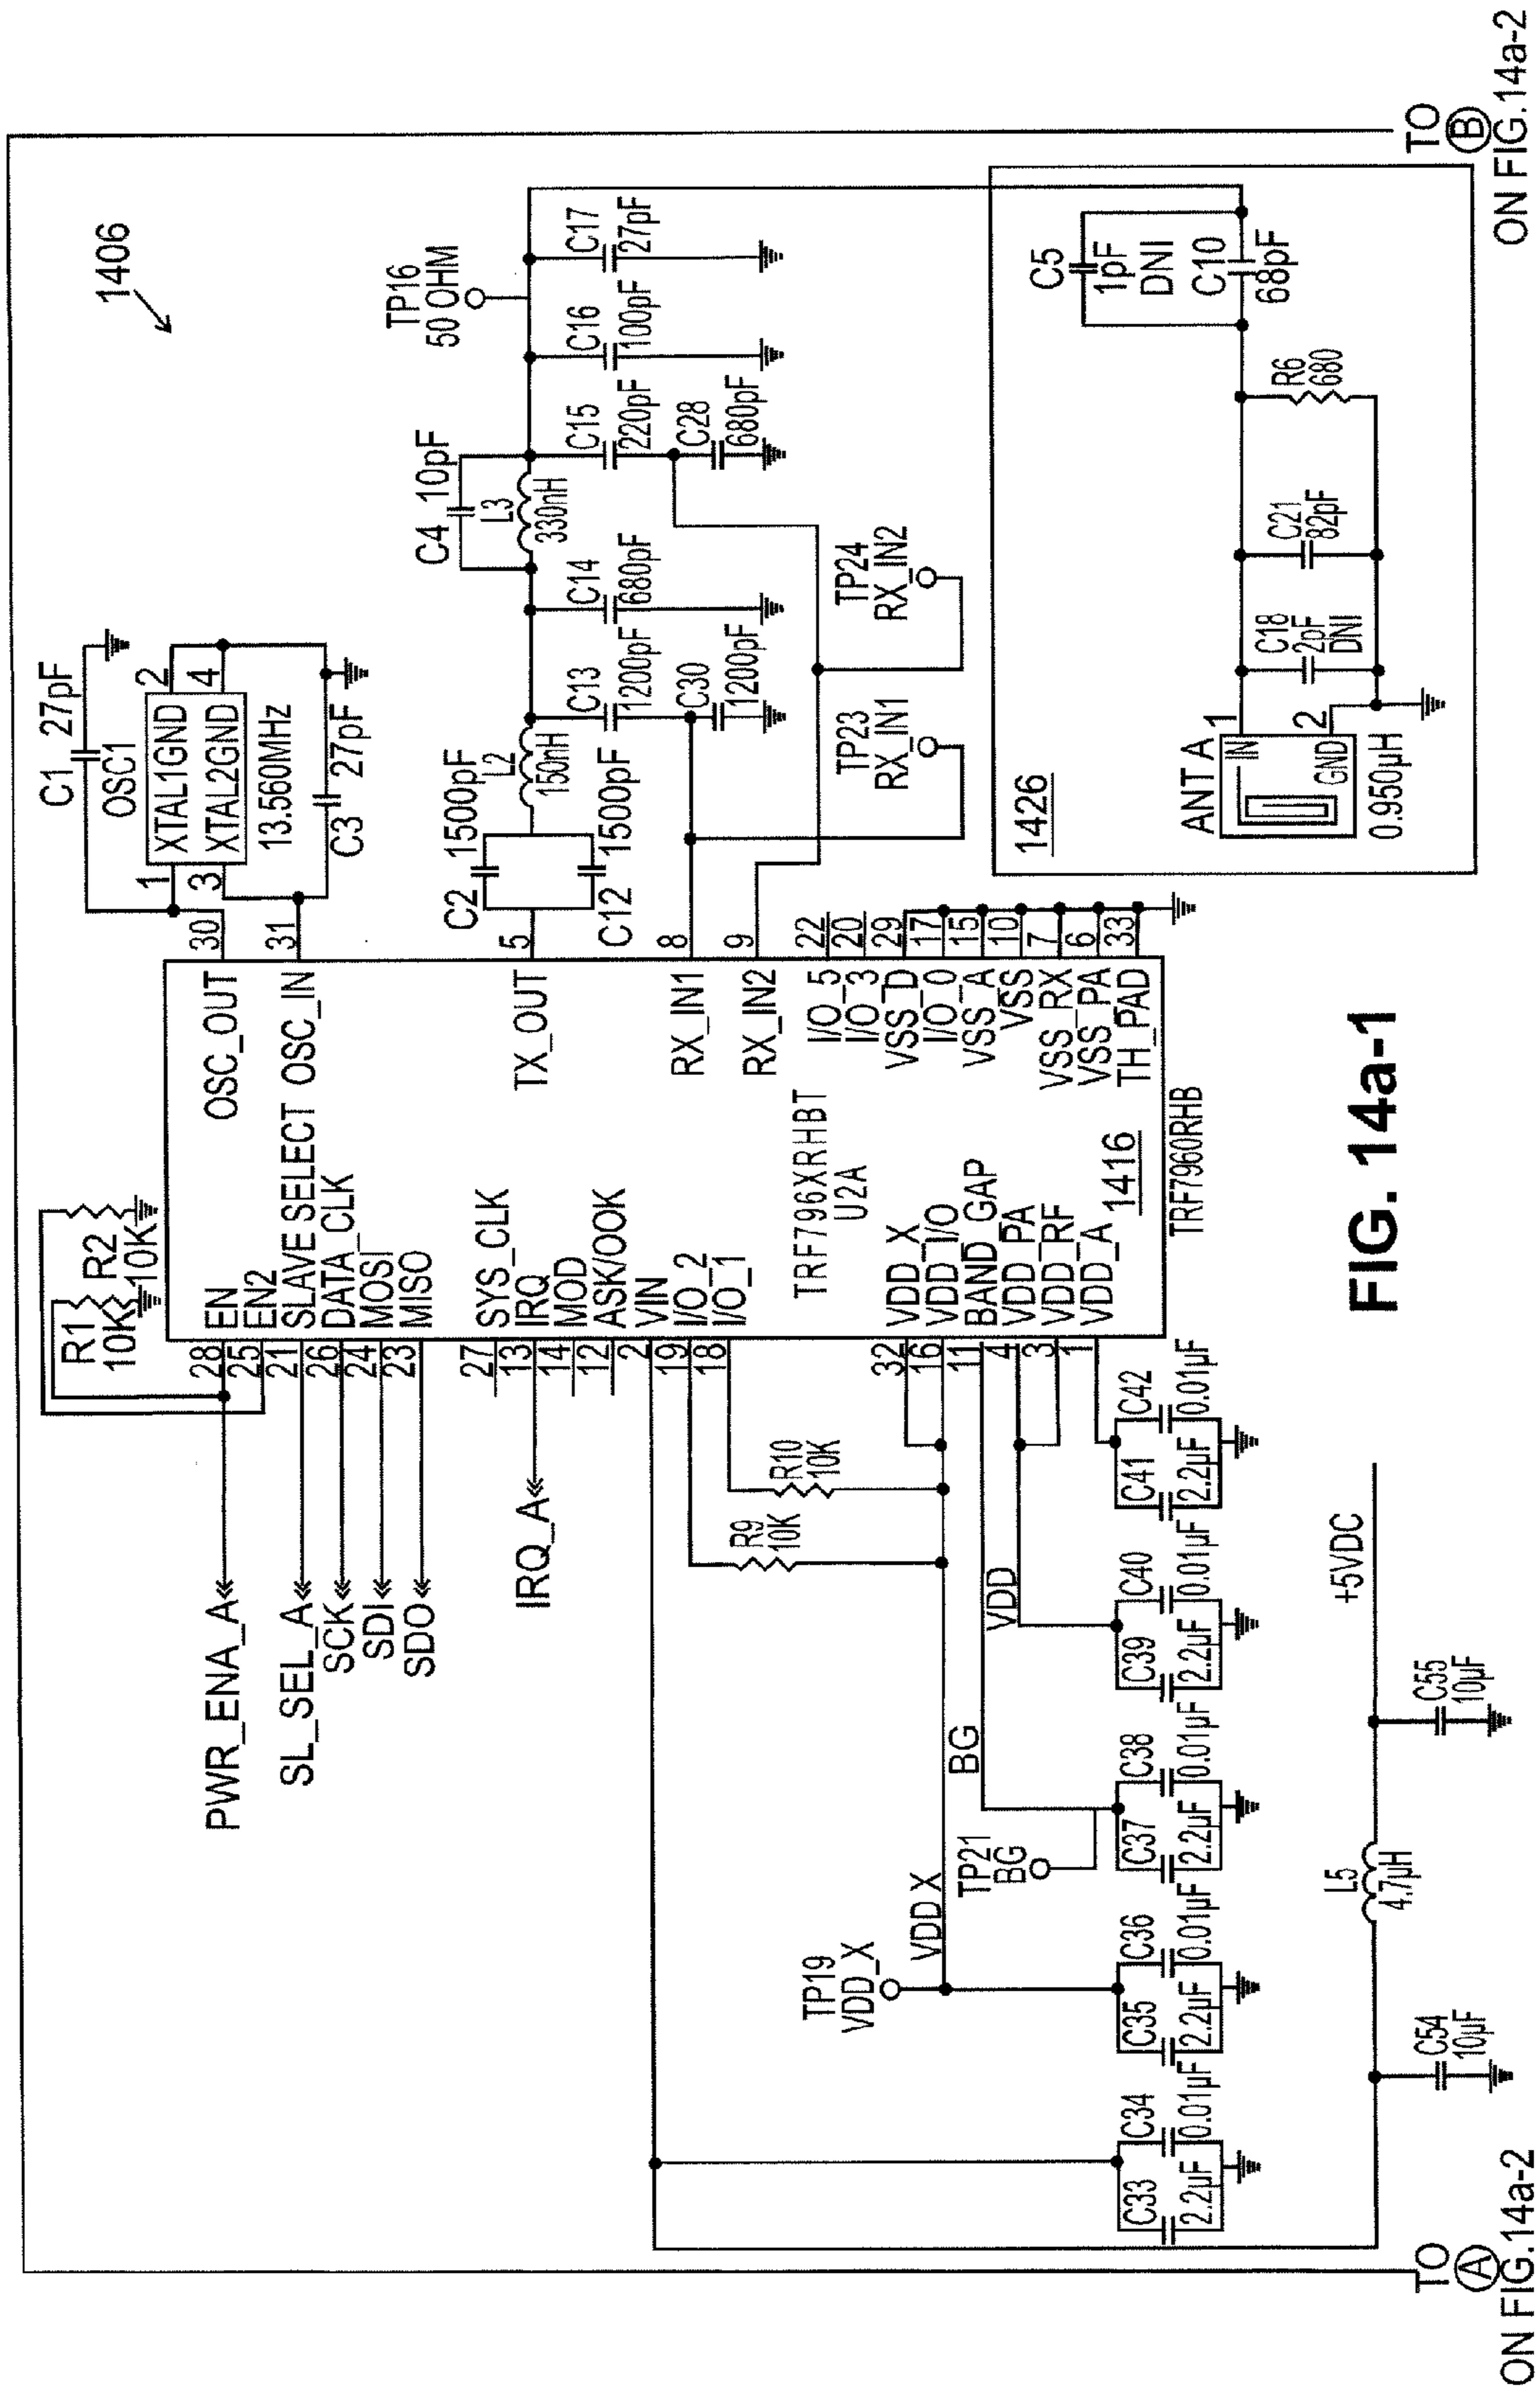 1406
C1 27pF
OSC1
XTAL1GND
XTAL2GND
13.560MHz
1
2
3
4
C3 27pF
R1
10K
R2
10K
PWR_ENA_A
SL_SEL_A
SCK
SDI
SDO
IRQ_A
28
25
21
26
24
23
27
13
14
12
2
19
18
32
16
11
4
3
1
EN
EN2
SLAVE SELECT
DATA_CLK
MOSI
MISO
SYS_CLK
IRQ
MOD
ASK/OOK
VIN
I/O_2
I/O_1
VDD_X
VDD_I/O
BAND_GAP
VDD_PA
VDD_RF
VDD_A
TRF796XRHBT
U2A
1416
TRF7960RHB
OSC_OUT
OSC_IN
TX_OUT
RX_IN1
RX_IN2
I/O_5
I/O_3
VSS_D
I/O_0
VSS_A
VSS
VSS_RX
VSS_PA
TH_PAD
30
31
5
8
9
22
20
29
17
15
10
7
6
33
C2 1500pF
C12 1500pF
L2
150nH
C4 10pF
L3
330nH
C13
1200pF
C30
1200pF
C14
680pF
C15
220pF
C28
680pF
C16
100pF
C17
27pF
TP16
50 OHM
TP23
RX_IN1
TP24
RX_IN2
1426
ANT A
IN
GND
1
2
0.950µH
C18
2pF
DNI
C21
82pF
R6
680
C5
1pF
DNI
C10
68pF
R9
10K
R10
10K
TP19
VDD_X
VDD X
TP21
BG
BG
VDD
C33
2.2µF
C34
0.01µF
C35
2.2µF
C36
0.01µF
C37
2.2µF
C38
0.01µF
C39
2.2µF
C40
0.01µF
C41
2.2µF
C42
0.01µF
C54
10µF
L5
4.7µH
C55
10µF
+5VDC
TO
A
ON FIG.14a-2
TO
B
ON FIG.14a-2
FIG. 14a-1